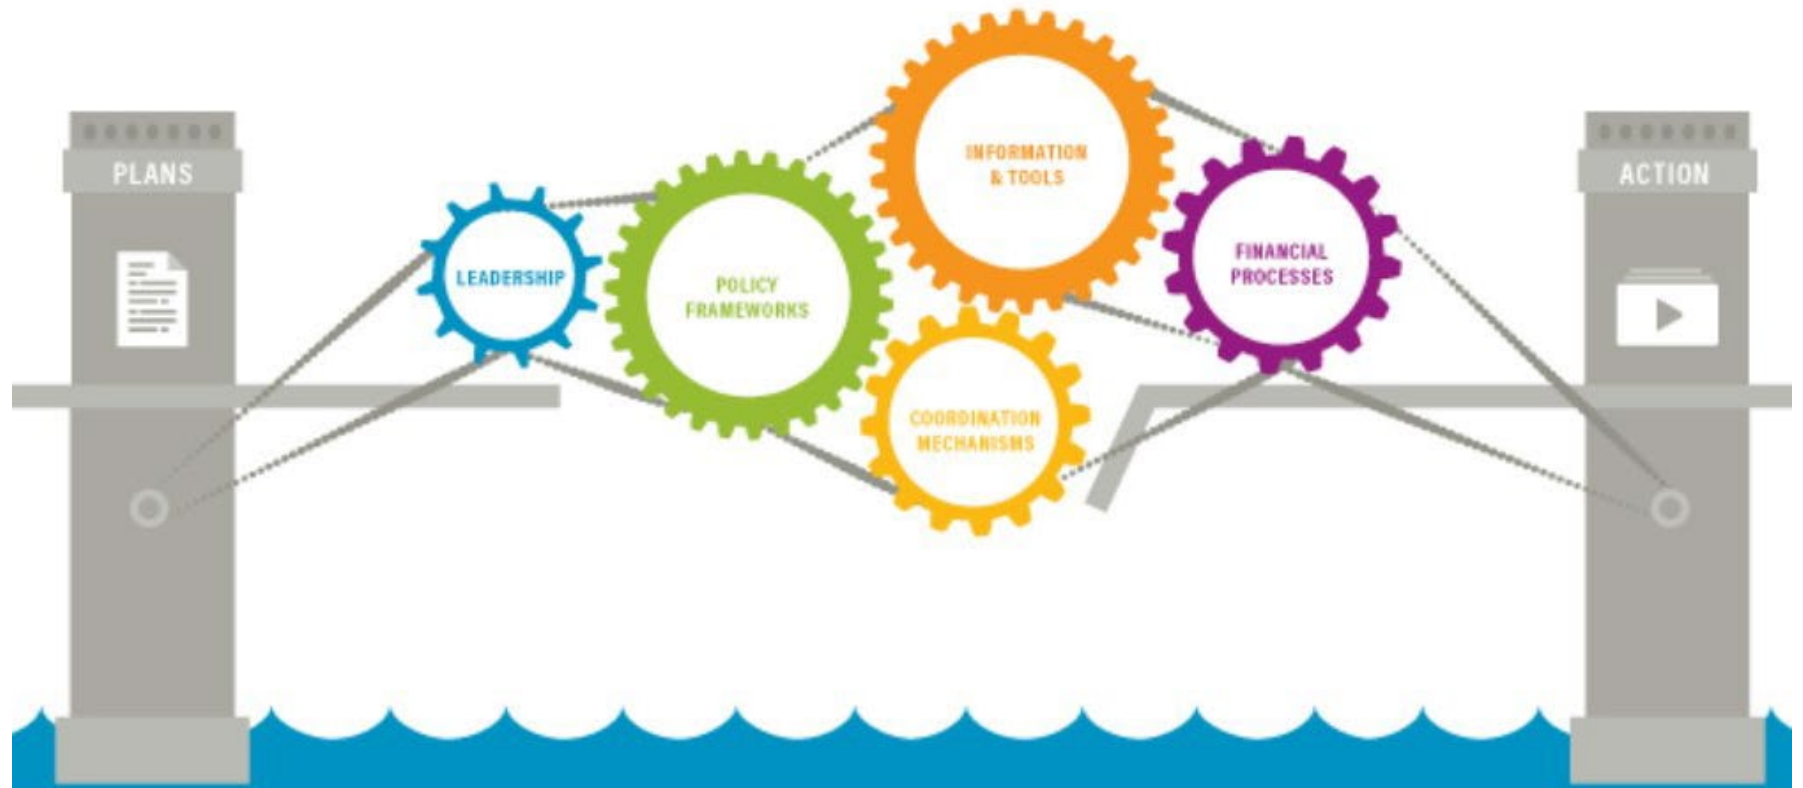 PLANS
LEADERSHIP
POLICY
FRAMEWORKS
INFORMATION
& TOOLS
COORDINATION
MECHANISMS
FINANCIAL
PROCESSES
ACTION